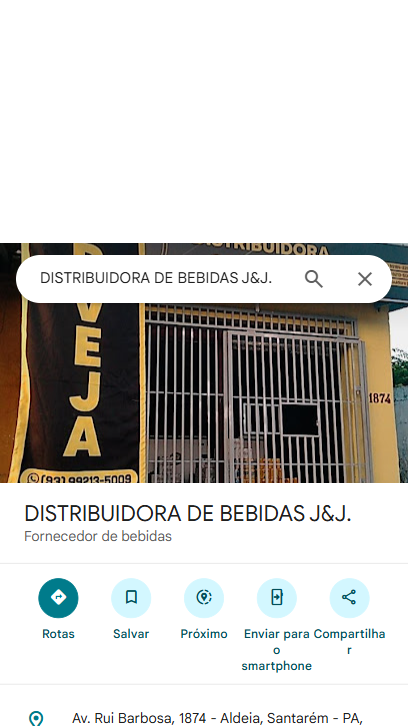 DISTRIBUIDORA
DISTRIBUIDORA DE BEBIDAS J&J.
VEJA
1874
(93) 99213-5009
DISTRIBUIDORA DE BEBIDAS J&J.
Fornecedor de bebidas
Rotas
Salvar
Próximo
Enviar para
o
smartphone
Compartilha
r
Av. Rui Barbosa, 1874 - Aldeia, Santarém - PA,